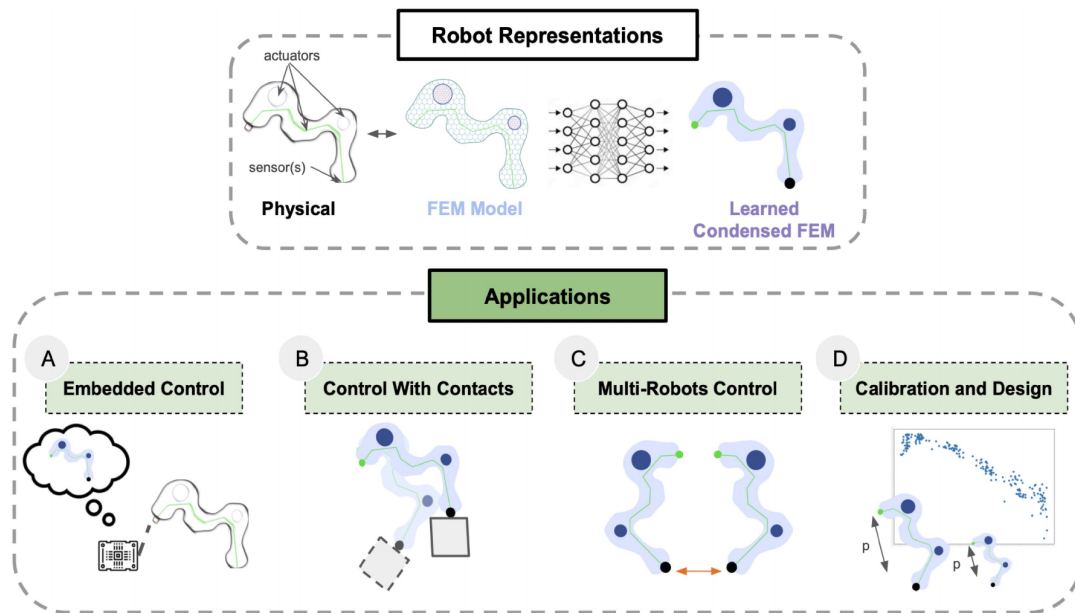 Robot Representations
actuators
sensor(s)
Physical
FEM Model
Learned
Condensed FEM
Applications
A
Embedded Control
B
Control With Contacts
C
Multi-Robots Control
D
Calibration and Design
p
p